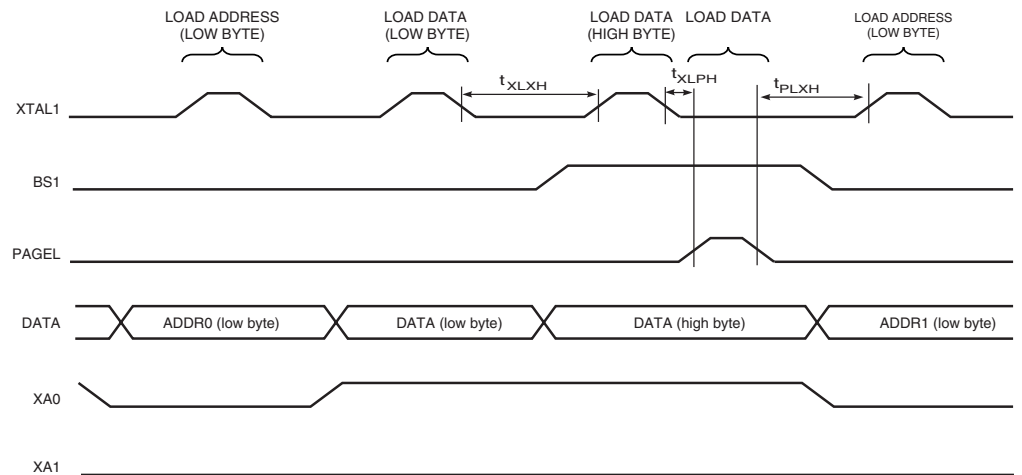 LOAD ADDRESS
(LOW BYTE)
LOAD DATA
(LOW BYTE)
LOAD DATA
(HIGH BYTE)
LOAD DATA
LOAD ADDRESS
(LOW BYTE)
tXLXH
tXLPH
tPLXH
XTAL1
BS1
PAGEL
DATA
ADDR0 (low byte)
DATA (low byte)
DATA (high byte)
ADDR1 (low byte)
XA0
XA1